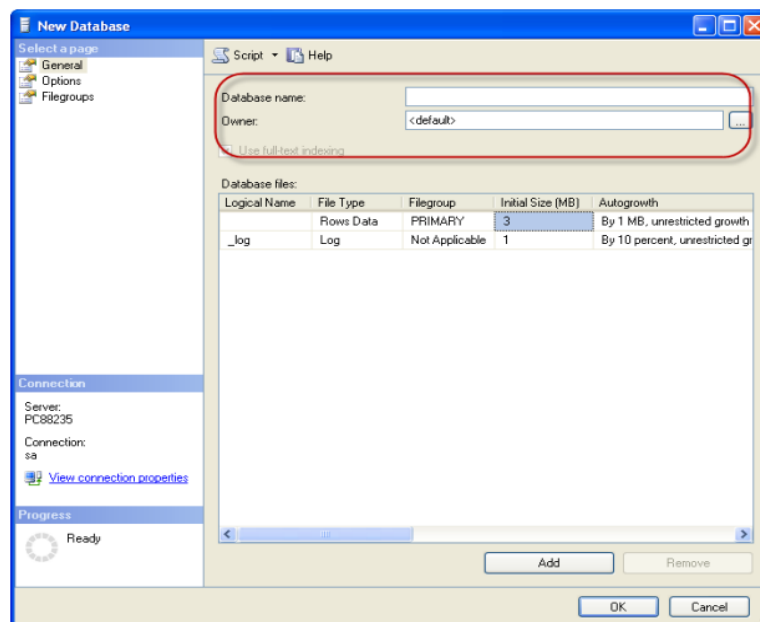 New Database
Select a page
General
Options
Filegroups
Script
Help
Database name:
Owner:
<default>
...
Use full-text indexing
Database files:
Logical Name File Type Filegroup Initial Size (MB) Autogrowth
Rows Data PRIMARY 3 By 1 MB, unrestricted growth
_log Log Not Applicable 1 By 10 percent, unrestricted gr
Connection
Server:
PC88235
Connection:
sa
View connection properties
Progress
Ready
Add
Remove
OK
Cancel